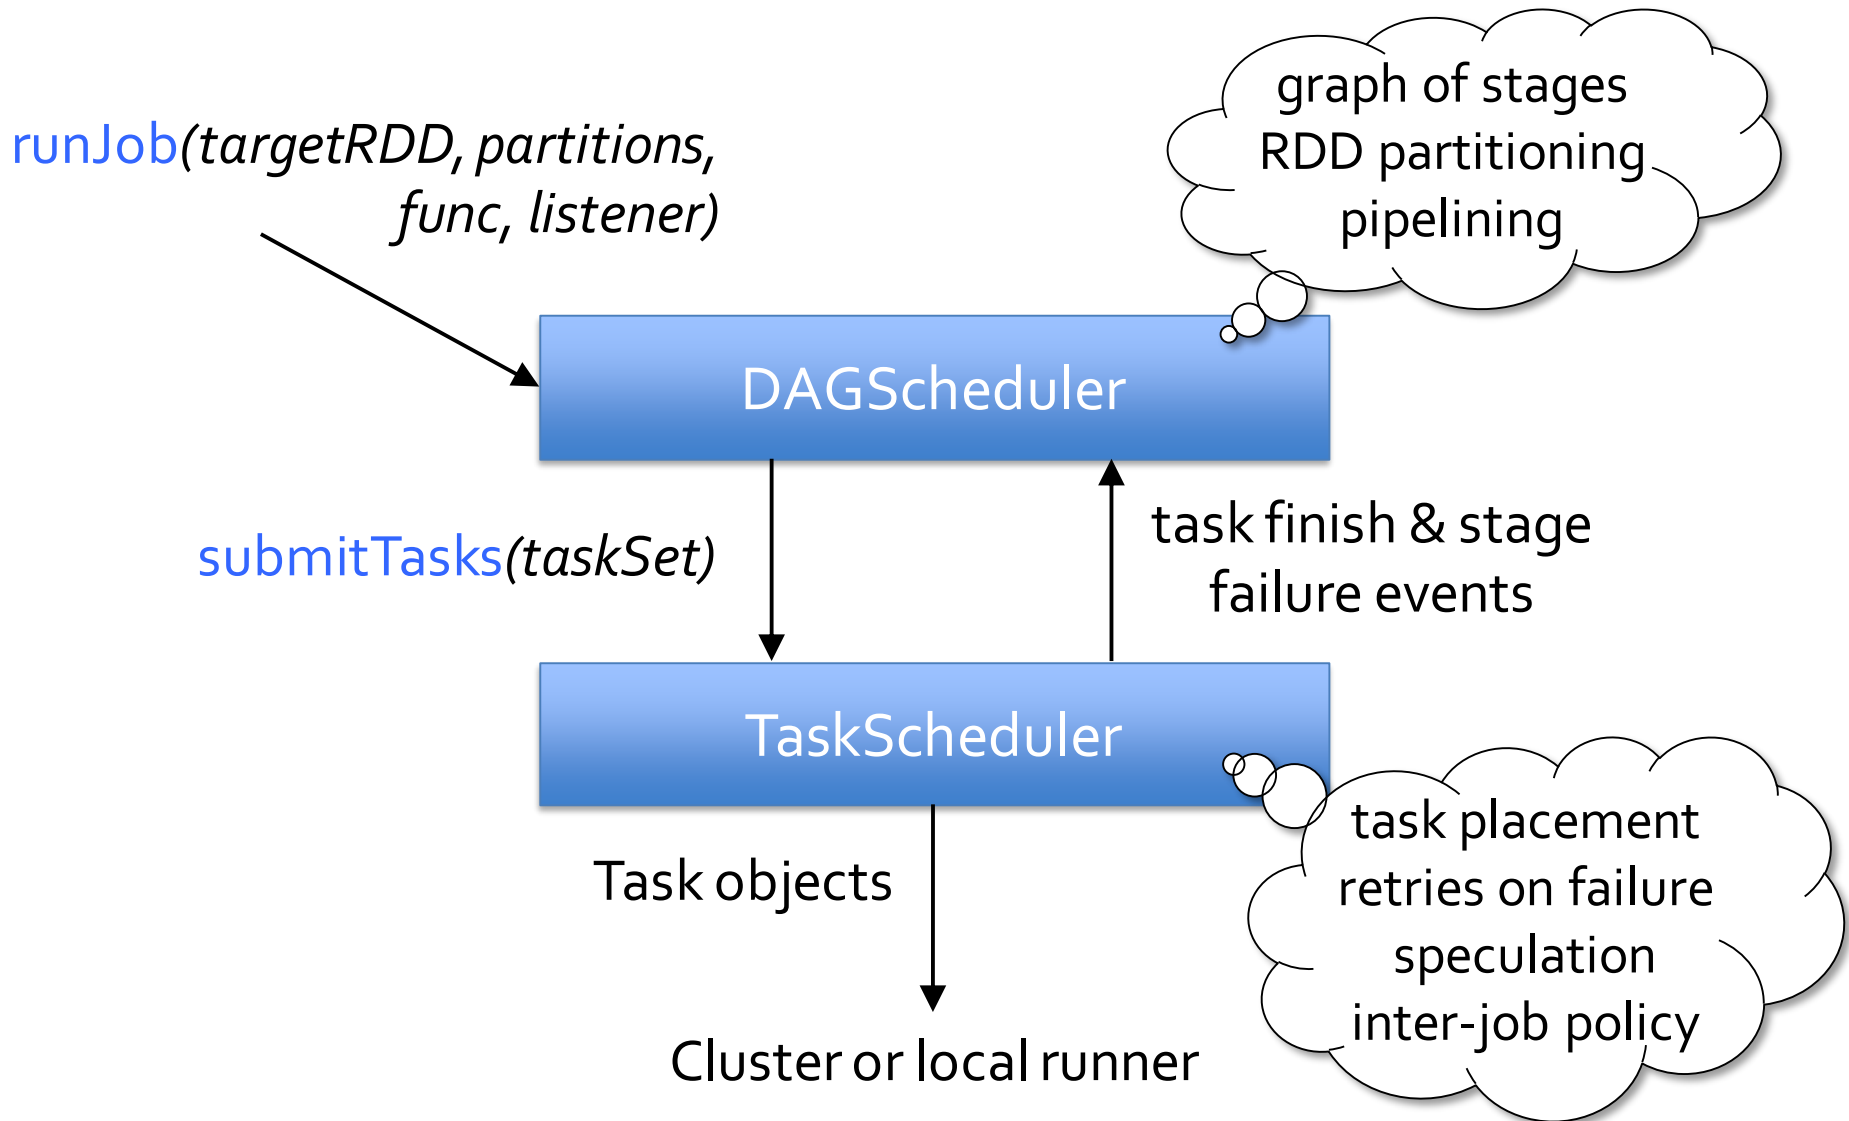 graph of stages
RDD partitioning
pipelining
runJob(targetRDD, partitions,
func, listener)
DAGScheduler
submitTasks(taskSet)
task finish & stage
failure events
TaskScheduler
Task objects
task placement
retries on failure
speculation
inter-job policy
Cluster or local runner